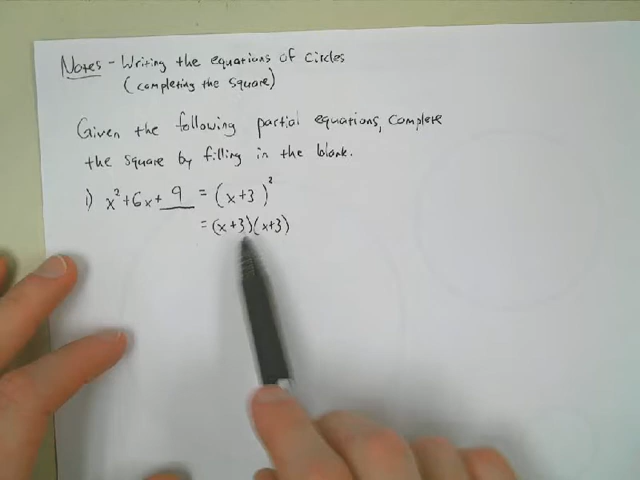 Notes - Writing the equations of circles
(completing the square)
Given the following partial equations, complete
the square by filling in the blank.
1) x² + 6x + 9 = (x+3)²
= (x+3)(x+3)